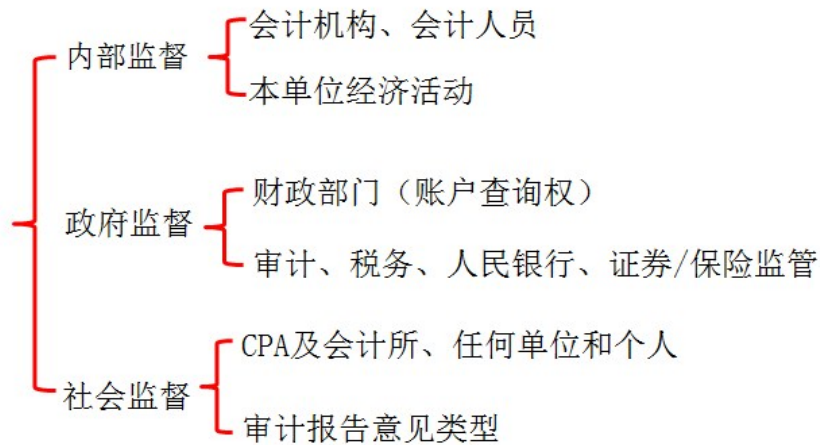 内部监督
会计机构、会计人员
本单位经济活动
政府监督
财政部门（账户查询权）
审计、税务、人民银行、证券/保险监管
社会监督
CPA及会计所、任何单位和个人
审计报告意见类型